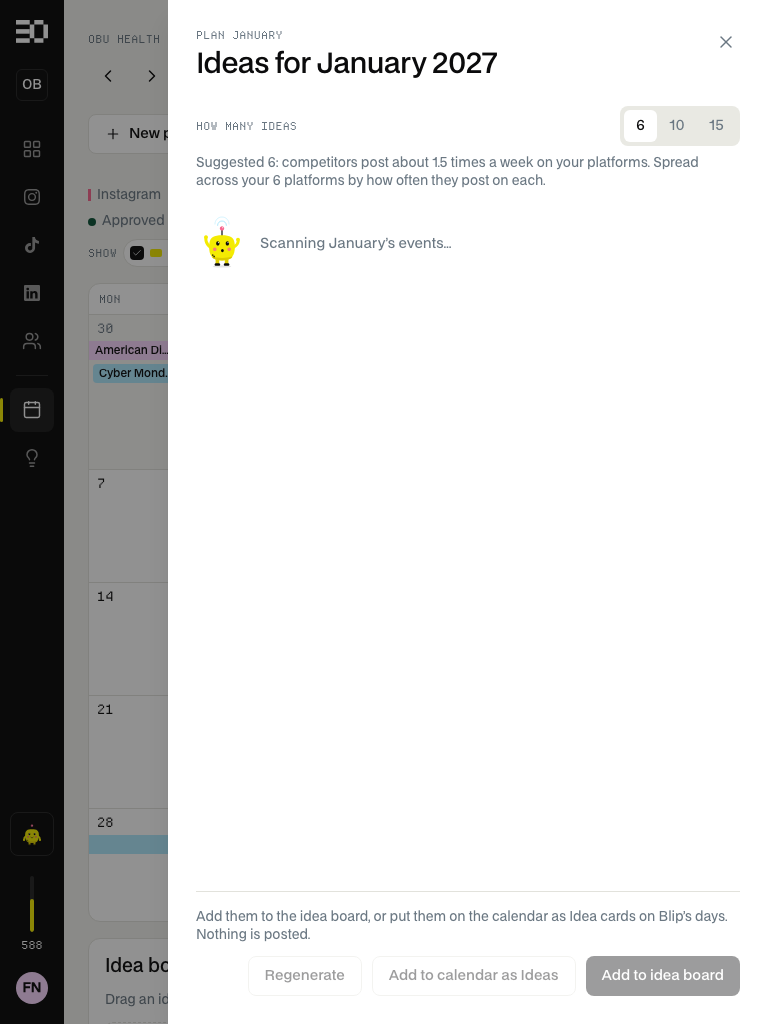 OBU HEALTH
OB
New p
Instagram
Approved
SHOW
MON
30
American Di...
Cyber Mond...
7
14
21
28
Idea bo
Drag an id
588
FN
PLAN JANUARY
Ideas for January 2027
HOW MANY IDEAS
6 10 15
Suggested 6: competitors post about 1.5 times a week on your platforms. Spread
across your 6 platforms by how often they post on each.
Scanning January's events...
Add them to the idea board, or put them on the calendar as Idea cards on Blip's days.
Nothing is posted.
Regenerate
Add to calendar as Ideas
Add to idea board